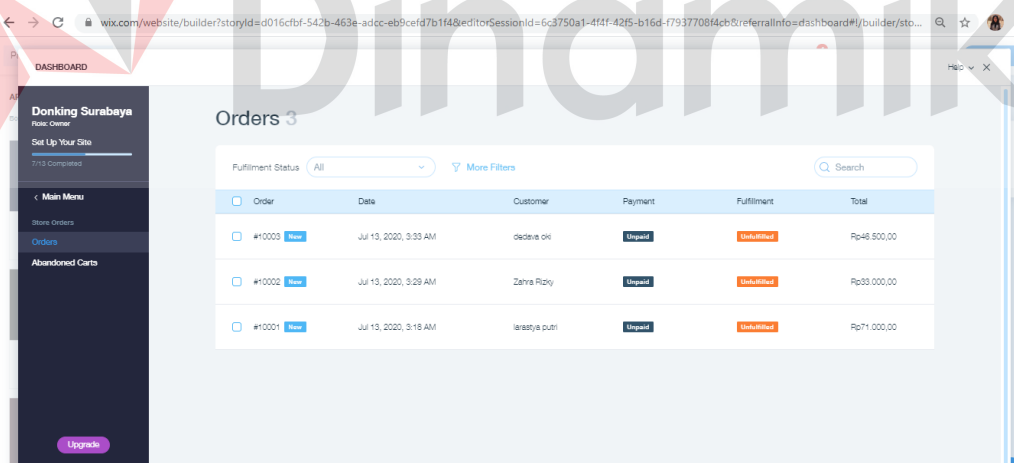 wix.com/website/builder?storyId=d016cfbf-542b-463e-adcc-eb9cefd7b1f4&editorSessionId=6c3750a1-4f4f-42f5-b16d-f7937708f4cb&referralInfo=dashboard#!/builder/sto...
Dinamik
DASHBOARD
Help
Donking Surabaya
Role: Owner
Set Up Your Site
7/13 Completed
< Main Menu
Store Orders
Orders
Abandoned Carts
Upgrade
Orders 3
Fulfillment Status All More Filters Search
Order Date Customer Payment Fulfillment Total
#10003 New Jul 13, 2020, 3:33 AM dedava oki Unpaid Unfulfilled Rp46.500,00
#10002 New Jul 13, 2020, 3:29 AM Zahra Rizky Unpaid Unfulfilled Rp33.000,00
#10001 New Jul 13, 2020, 3:18 AM larastya putri Unpaid Unfulfilled Rp71.000,00